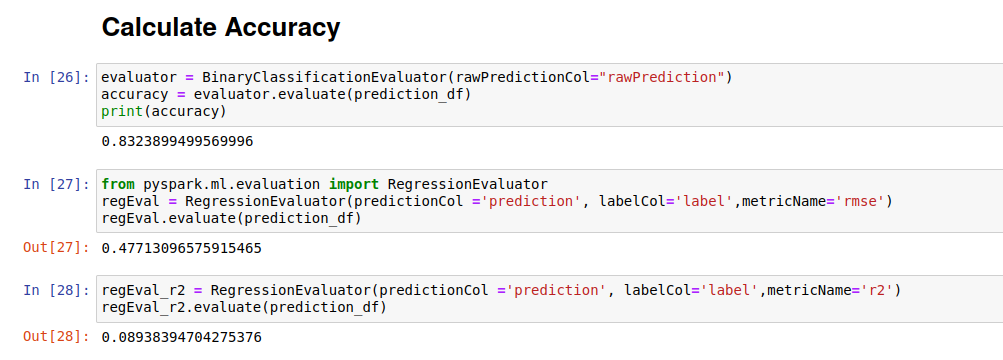 Calculate Accuracy
In [26]: evaluator = BinaryClassificationEvaluator(rawPredictionCol="rawPrediction")
accuracy = evaluator.evaluate(prediction_df)
print(accuracy)
0.8323899499569996
In [27]: from pyspark.ml.evaluation import RegressionEvaluator
regEval = RegressionEvaluator(predictionCol ='prediction', labelCol='label',metricName='rmse')
regEval.evaluate(prediction_df)
Out[27]: 0.47713096575915465
In [28]: regEval_r2 = RegressionEvaluator(predictionCol ='prediction', labelCol='label',metricName='r2')
regEval_r2.evaluate(prediction_df)
Out[28]: 0.08938394704275376